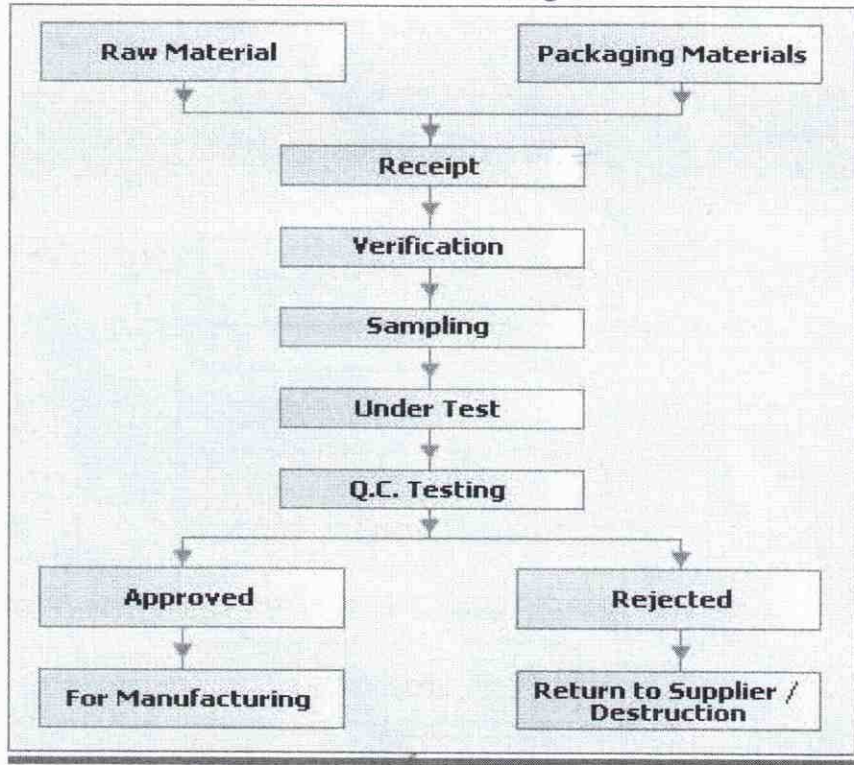 Raw Material
Packaging Materials
Receipt
Verification
Sampling
Under Test
Q.C. Testing
Approved
Rejected
For Manufacturing
Return to Supplier /
Destruction